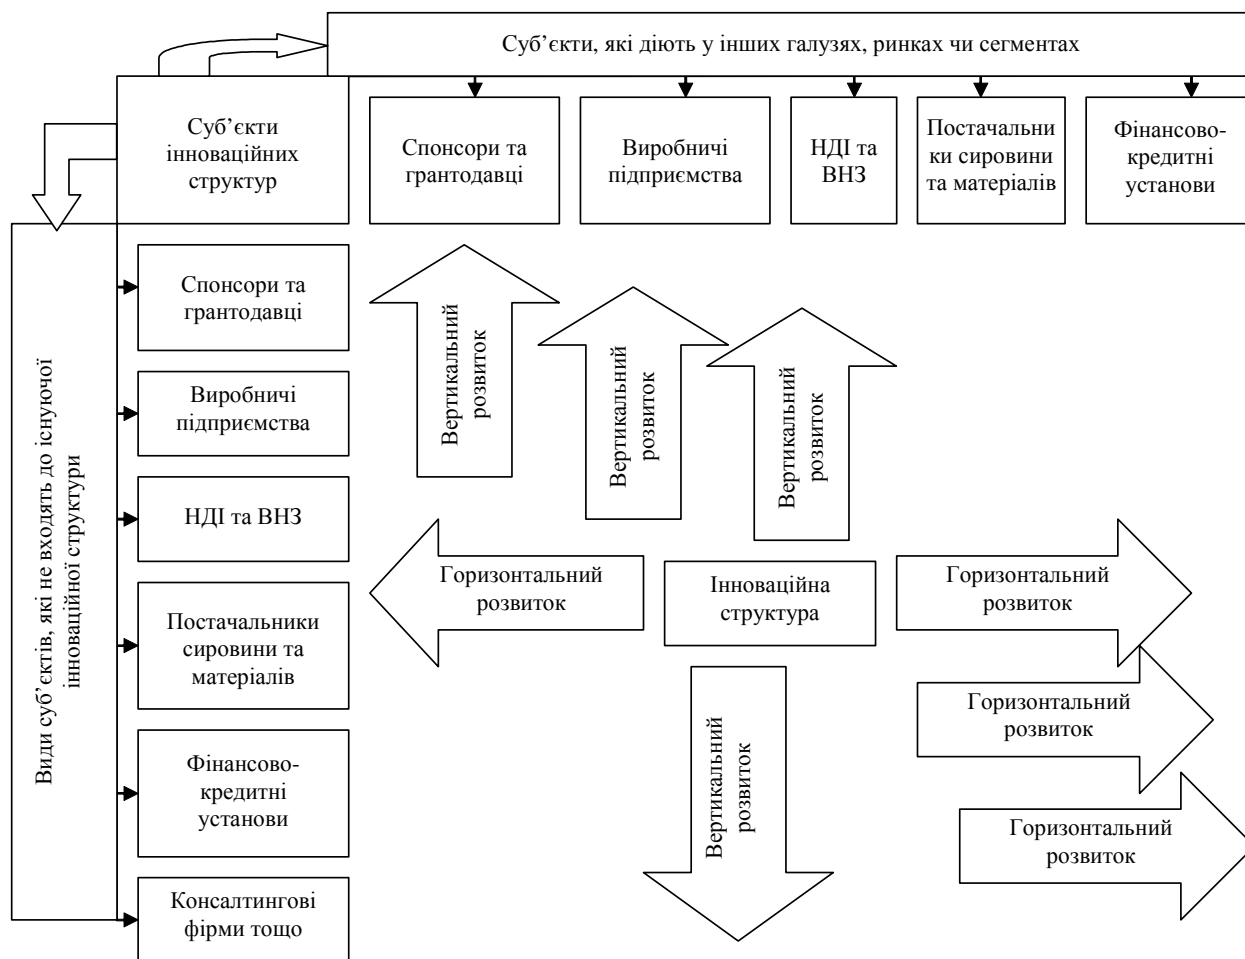 Суб’єкти, які діють у інших галузях, ринках чи сегментах
Суб’єкти
інноваційних
структур
Спонсори та
грантодавці
Виробничі
підприємства
НДІ та
ВНЗ
Постачальни
ки сировини
та матеріалів
Фінансово-
кредитні
установи
Види суб’єктів, які не входять до існуючої
інноваційної структури
Спонсори та
грантодавці
Виробничі
підприємства
НДІ та ВНЗ
Постачальники
сировини та
матеріалів
Фінансово-
кредитні
установи
Консалтингові
фірми тощо
Вертикальний
розвиток
Вертикальний
розвиток
Вертикальний
розвиток
Горизонтальний
розвиток
Інноваційна
структура
Горизонтальний
розвиток
Горизонтальний
розвиток
Вертикальний
розвиток
Горизонтальний
розвиток